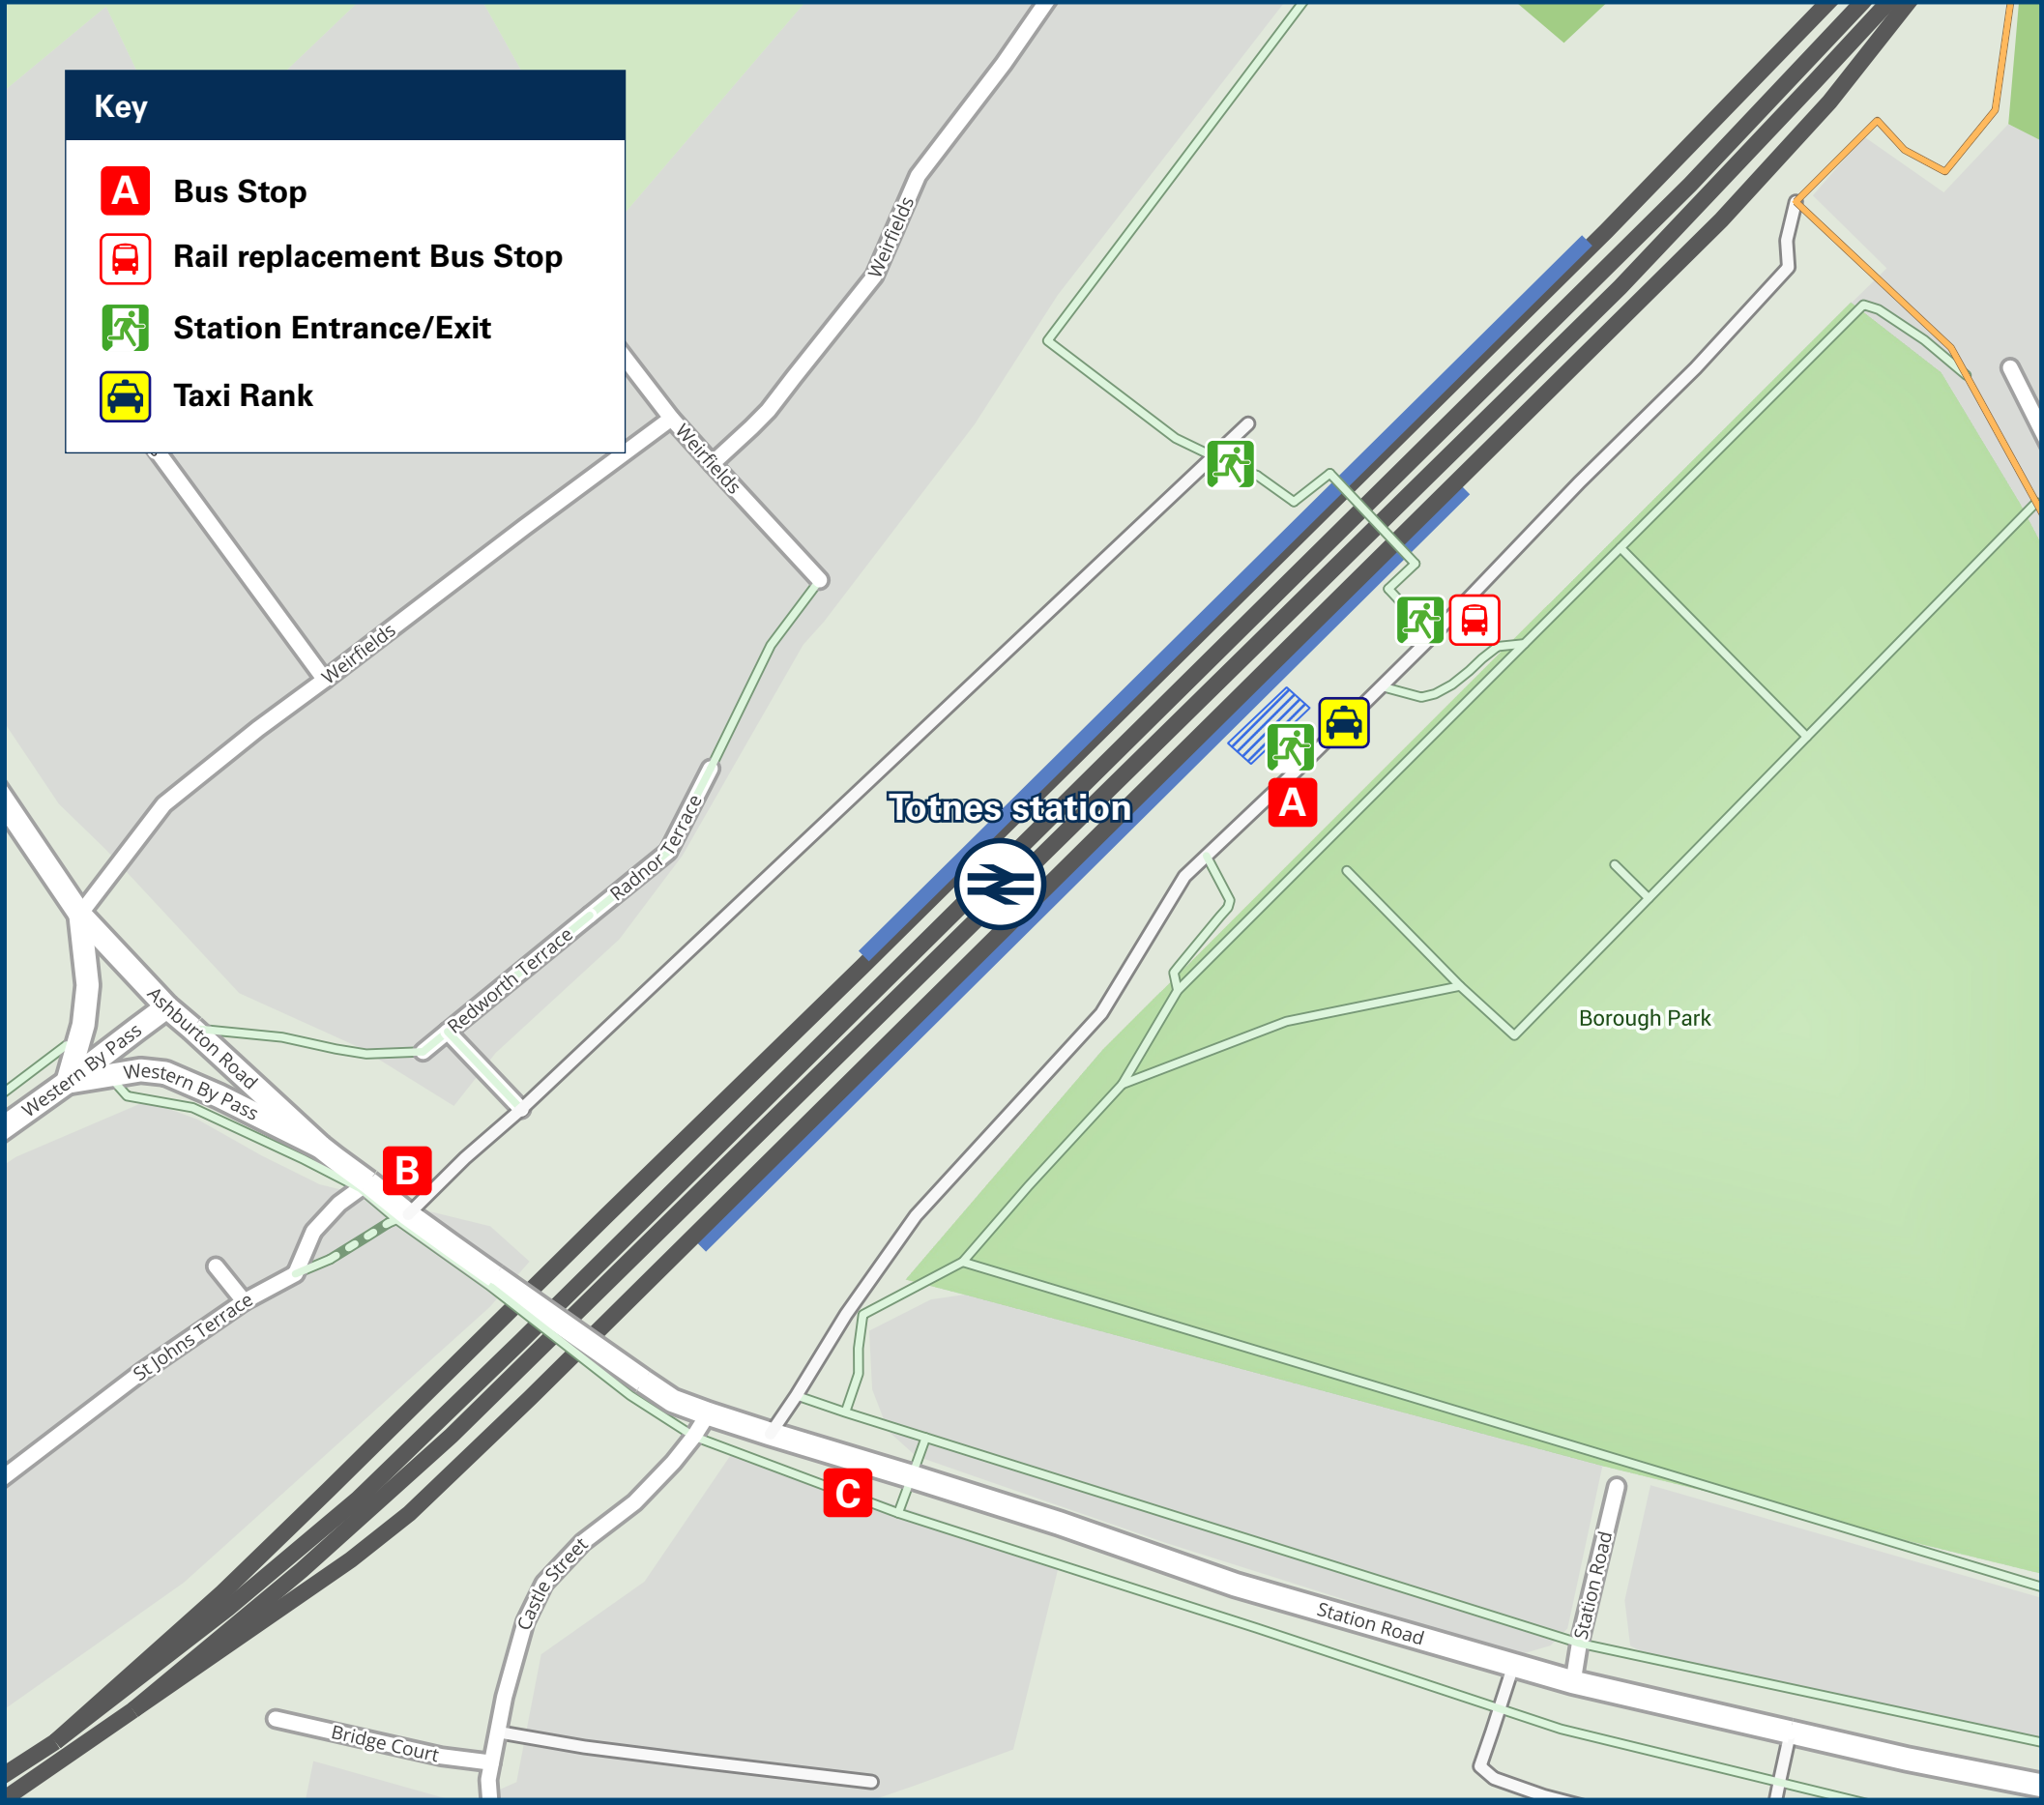 Key
A Bus Stop
Rail replacement Bus Stop
Station Entrance/Exit
Taxi Rank
Weirfields
Weirfields
Weirfields
Totnes station
A
Radnor Terrace
Redworth Terrace
Ashburton Road
Western By Pass
Western By Pass
Borough Park
B
St Johns Terrace
C
Castle Street
Station Road
Station Road
Bridge Court